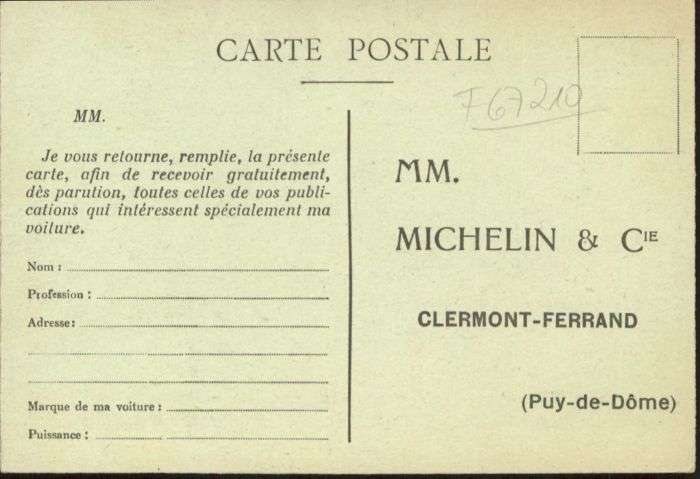 CARTE POSTALE
F67210
MM.
Je vous retourne, remplie, la présente
carte, afin de recevoir gratuitement,
dès parution, toutes celles de vos publi-
cations qui intéressent spécialement ma
voiture.
Nom :
Profession :
Adresse :
Marque de ma voiture :
Puissance :
MM.
MICHELIN & CIE
CLERMONT-FERRAND
(Puy-de-Dôme)